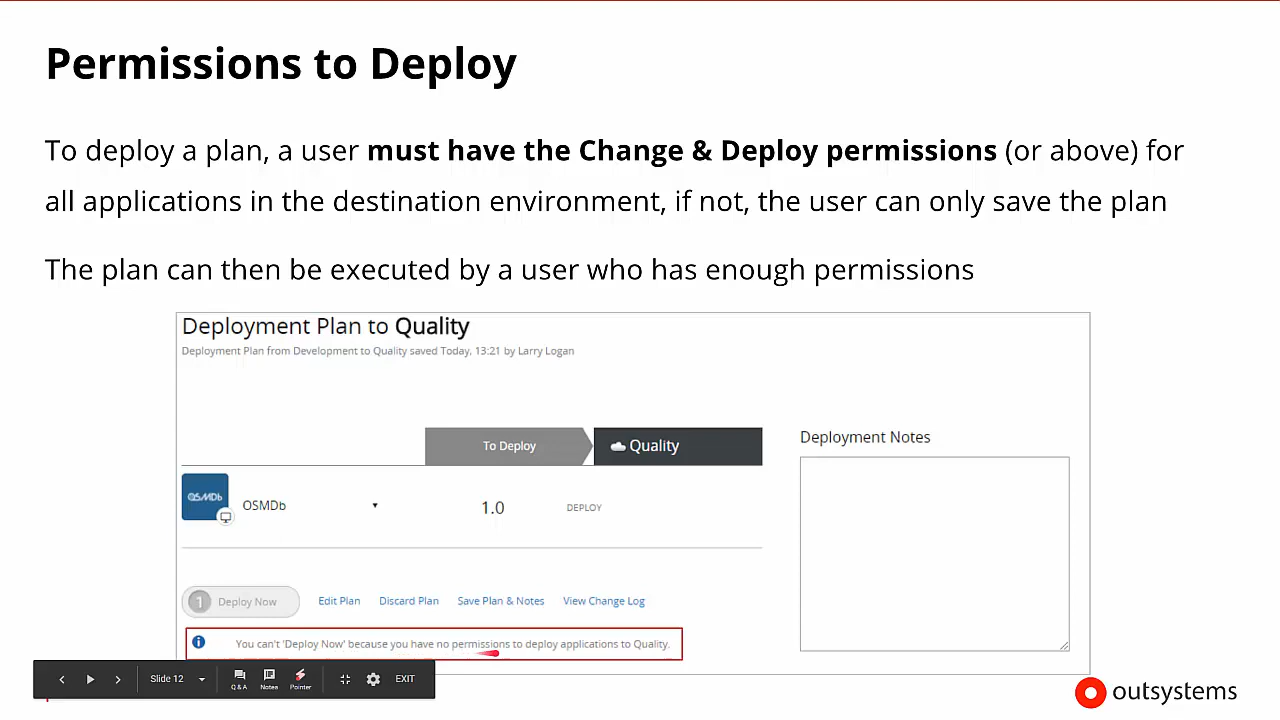 Permissions to Deploy
To deploy a plan, a user must have the Change & Deploy permissions (or above) for
all applications in the destination environment, if not, the user can only save the plan
The plan can then be executed by a user who has enough permissions
Deployment Plan to Quality
Deployment Plan from Development to Quality saved Today, 13:21 by Larry Logan
To Deploy
Quality
Deployment Notes
OSMDb
OSMDb
1.0
DEPLOY
1 Deploy Now
Edit Plan
Discard Plan
Save Plan & Notes
View Change Log
You can't 'Deploy Now' because you have no permissions to deploy applications to Quality.
Slide 12
Q & A
Notes
Pointer
EXIT
outsystems